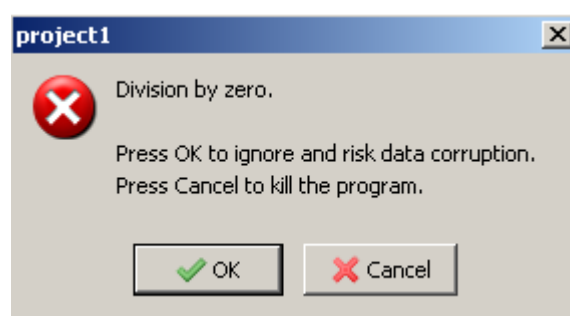 project1
Division by zero.
Press OK to ignore and risk data corruption.
Press Cancel to kill the program.
OK
Cancel